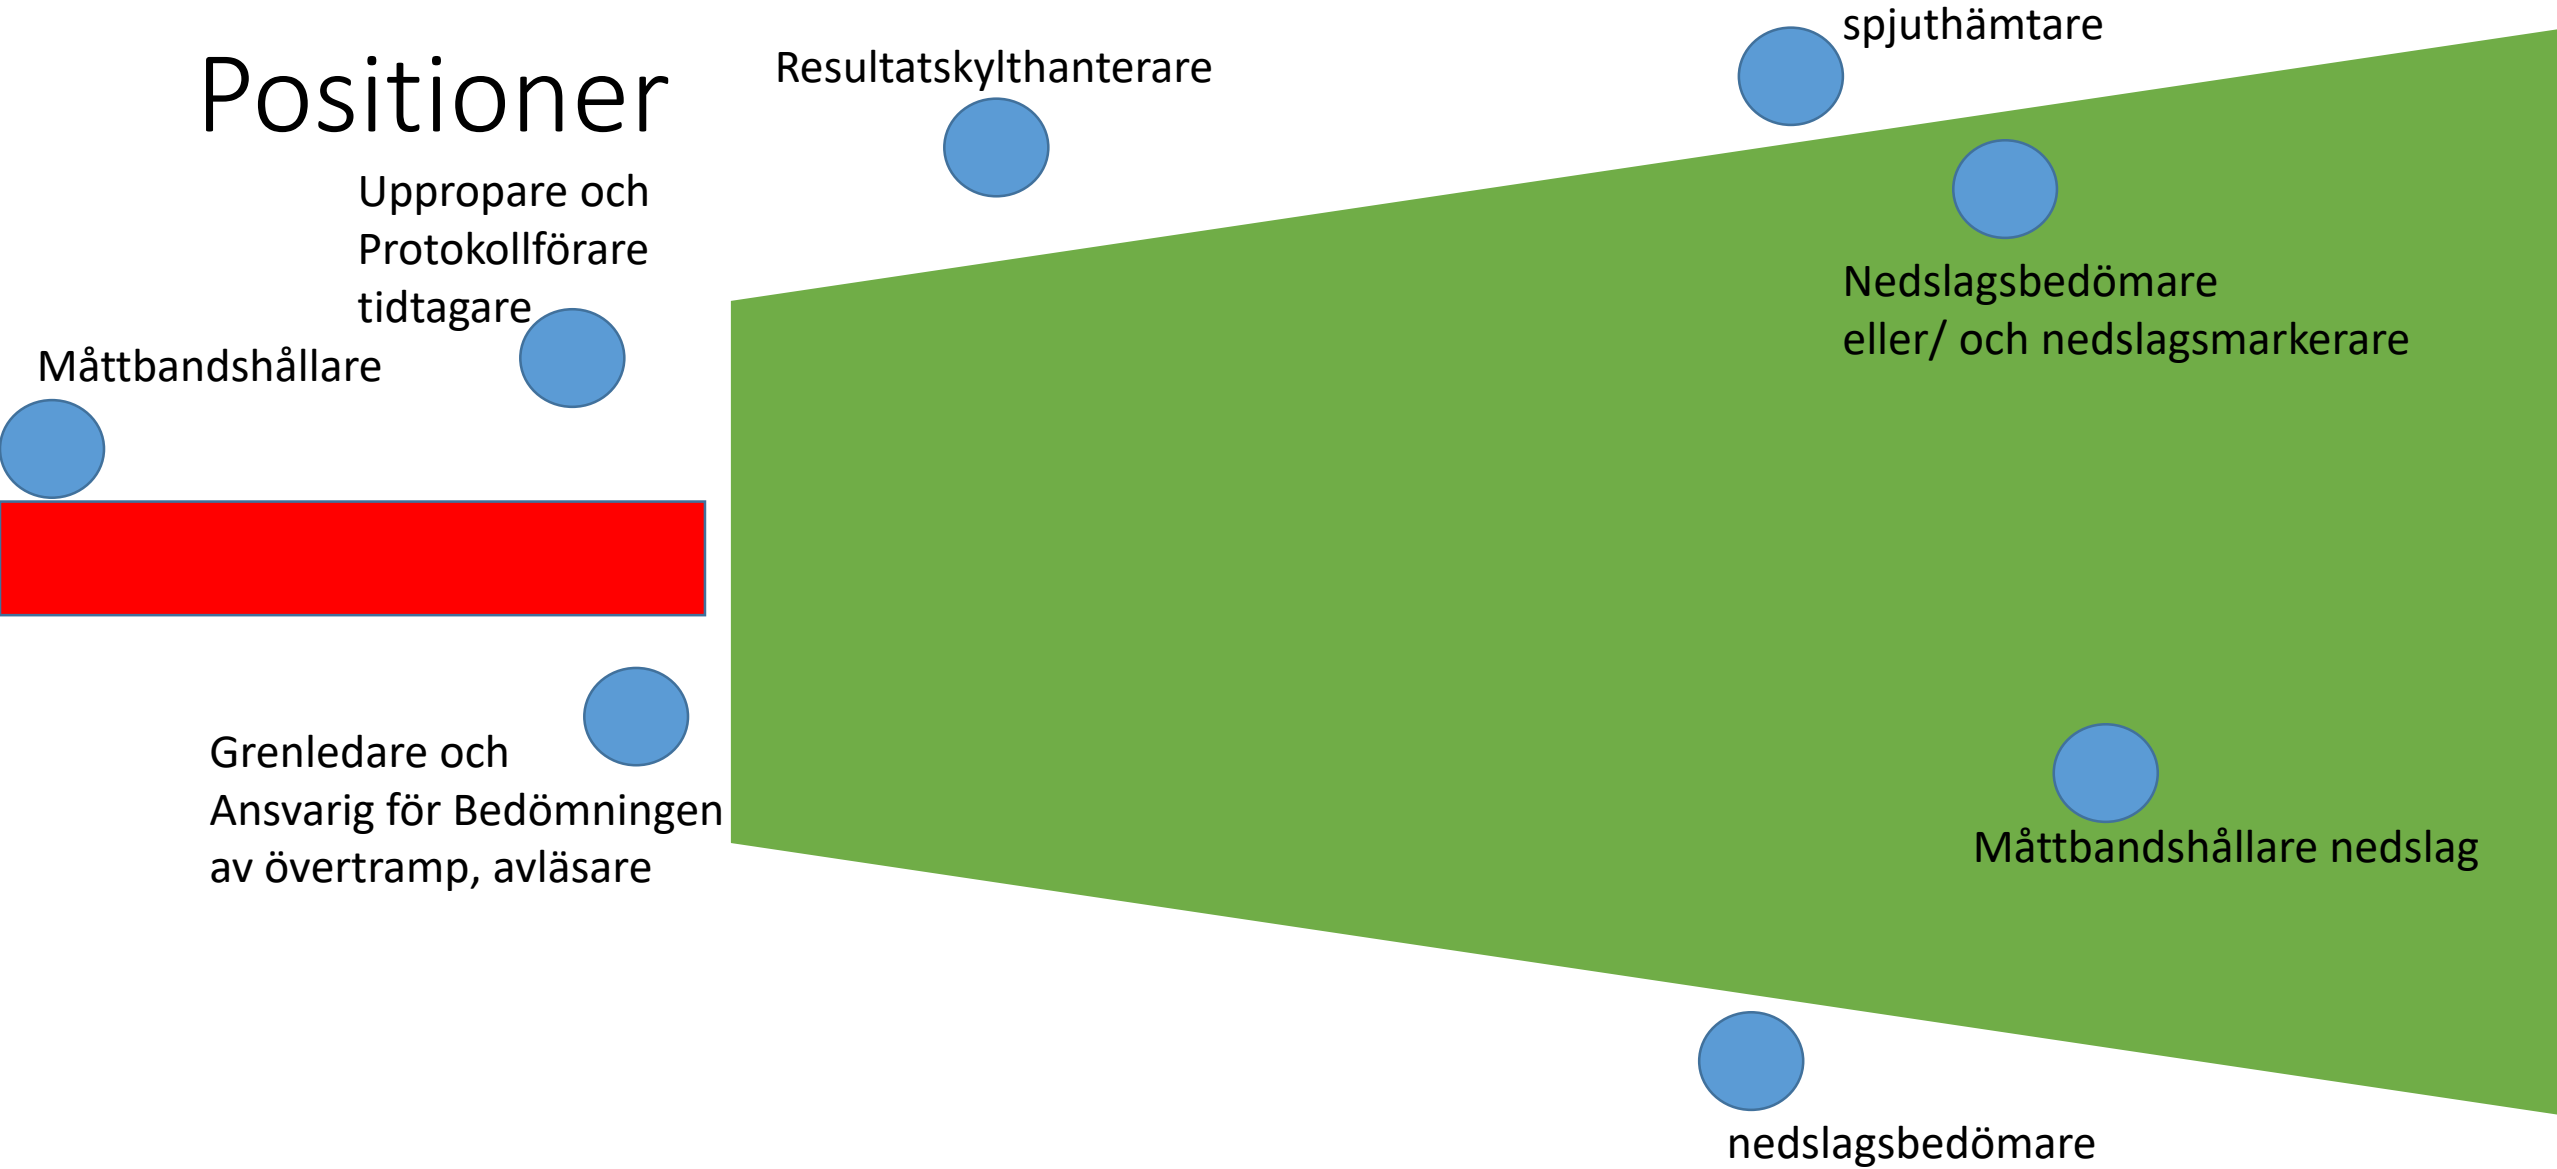 Positioner
Resultatskylthanterare
spjuthämtare
Uppropare och
Protokollförare
tidtagare
Måttbandshållare
Nedslagsbedömare
eller/ och nedslagsmarkerare
Grenledare och
Ansvarig för Bedömningen
av övertramp, avläsare
Måttbandshållare nedslag
nedslagsbedömare